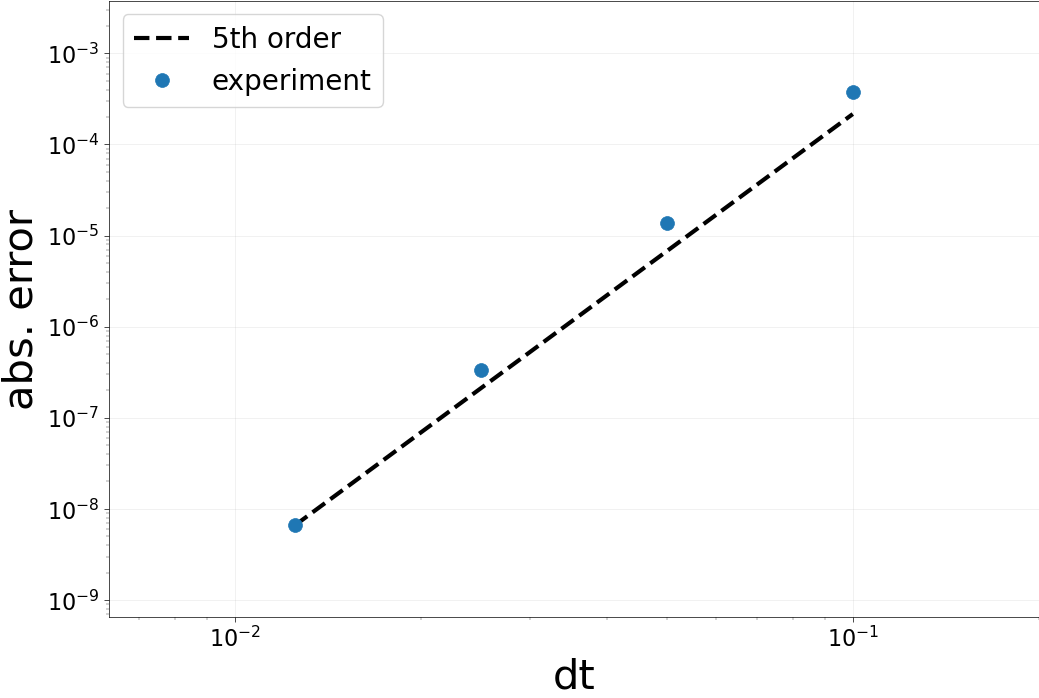 5th order
experiment
10⁻³
10⁻⁴
10⁻⁵
10⁻⁶
10⁻⁷
10⁻⁸
10⁻⁹
abs. error
10⁻²
10⁻¹
dt